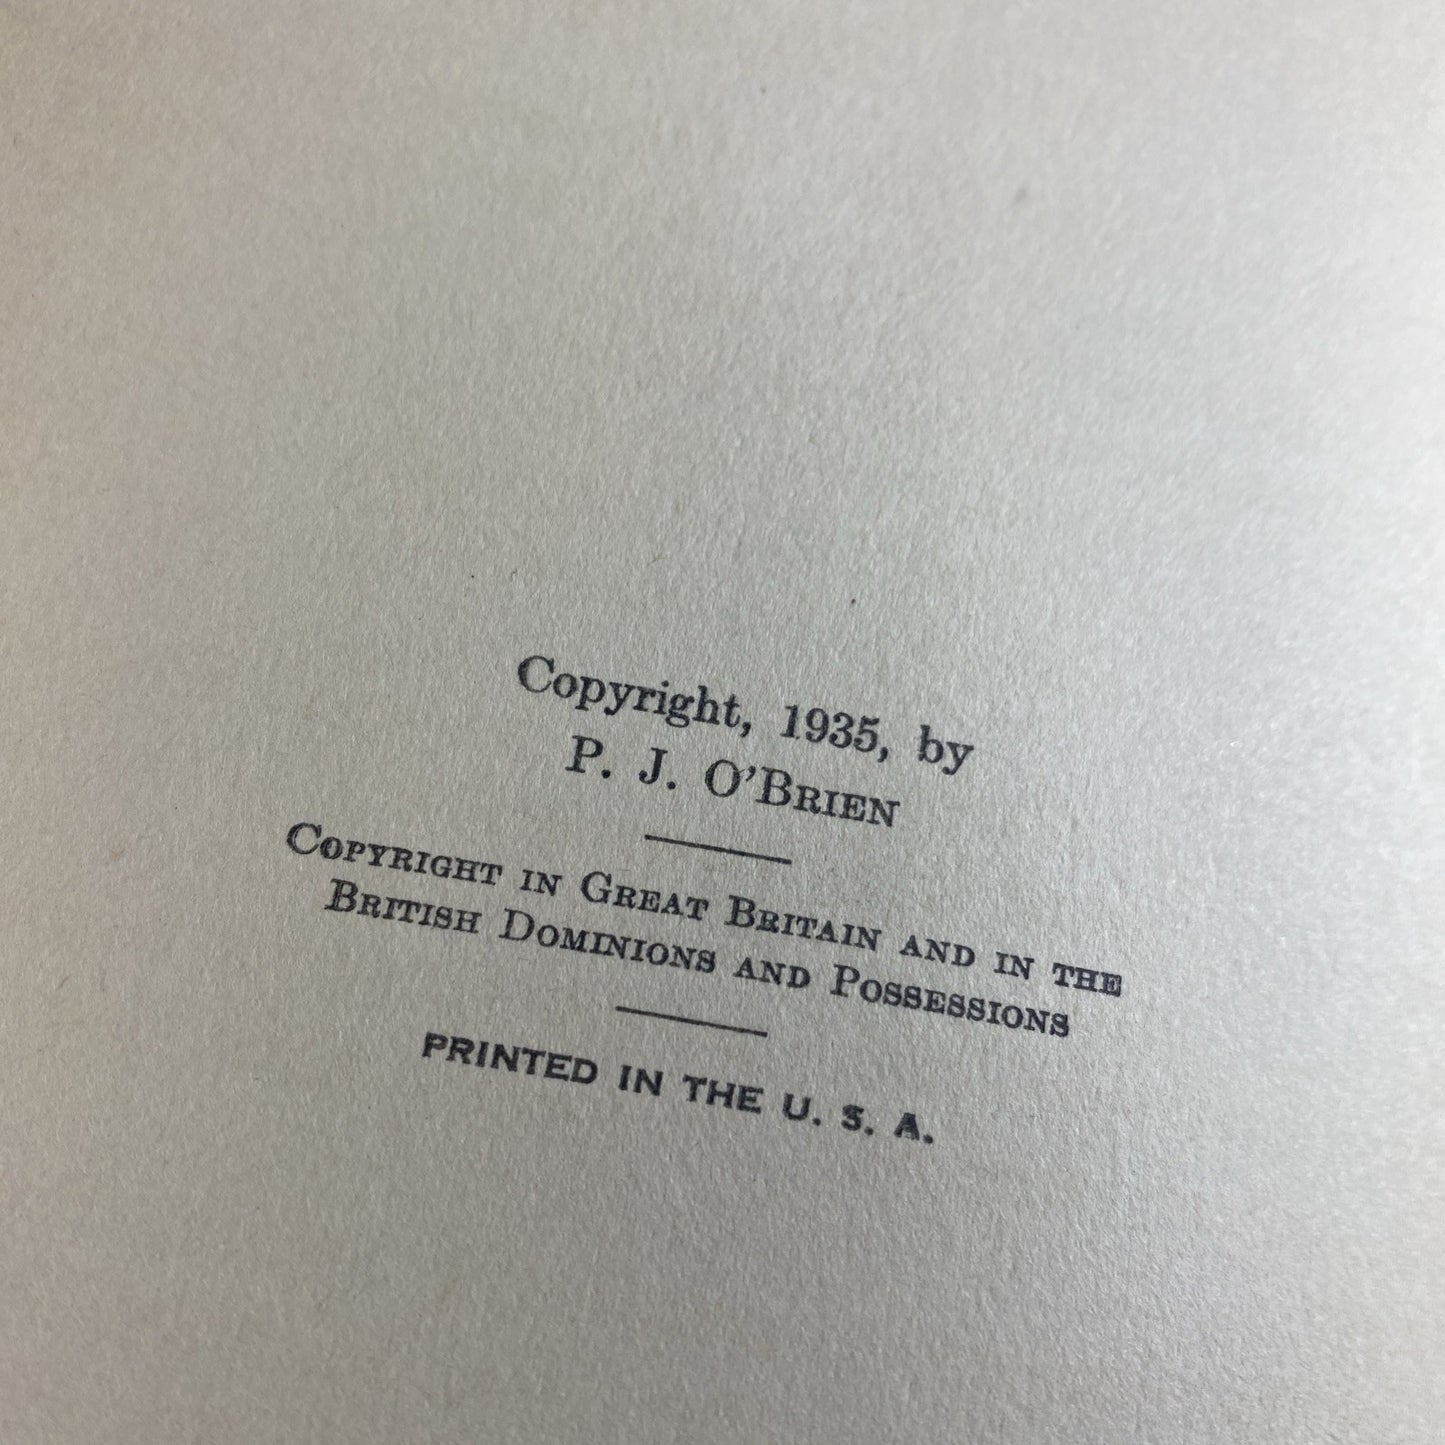 Copyright, 1935, by
P. J. O'BRIEN
COPYRIGHT IN GREAT BRITAIN AND IN THE
BRITISH DOMINIONS AND POSSESSIONS
PRINTED IN THE U. S. A.